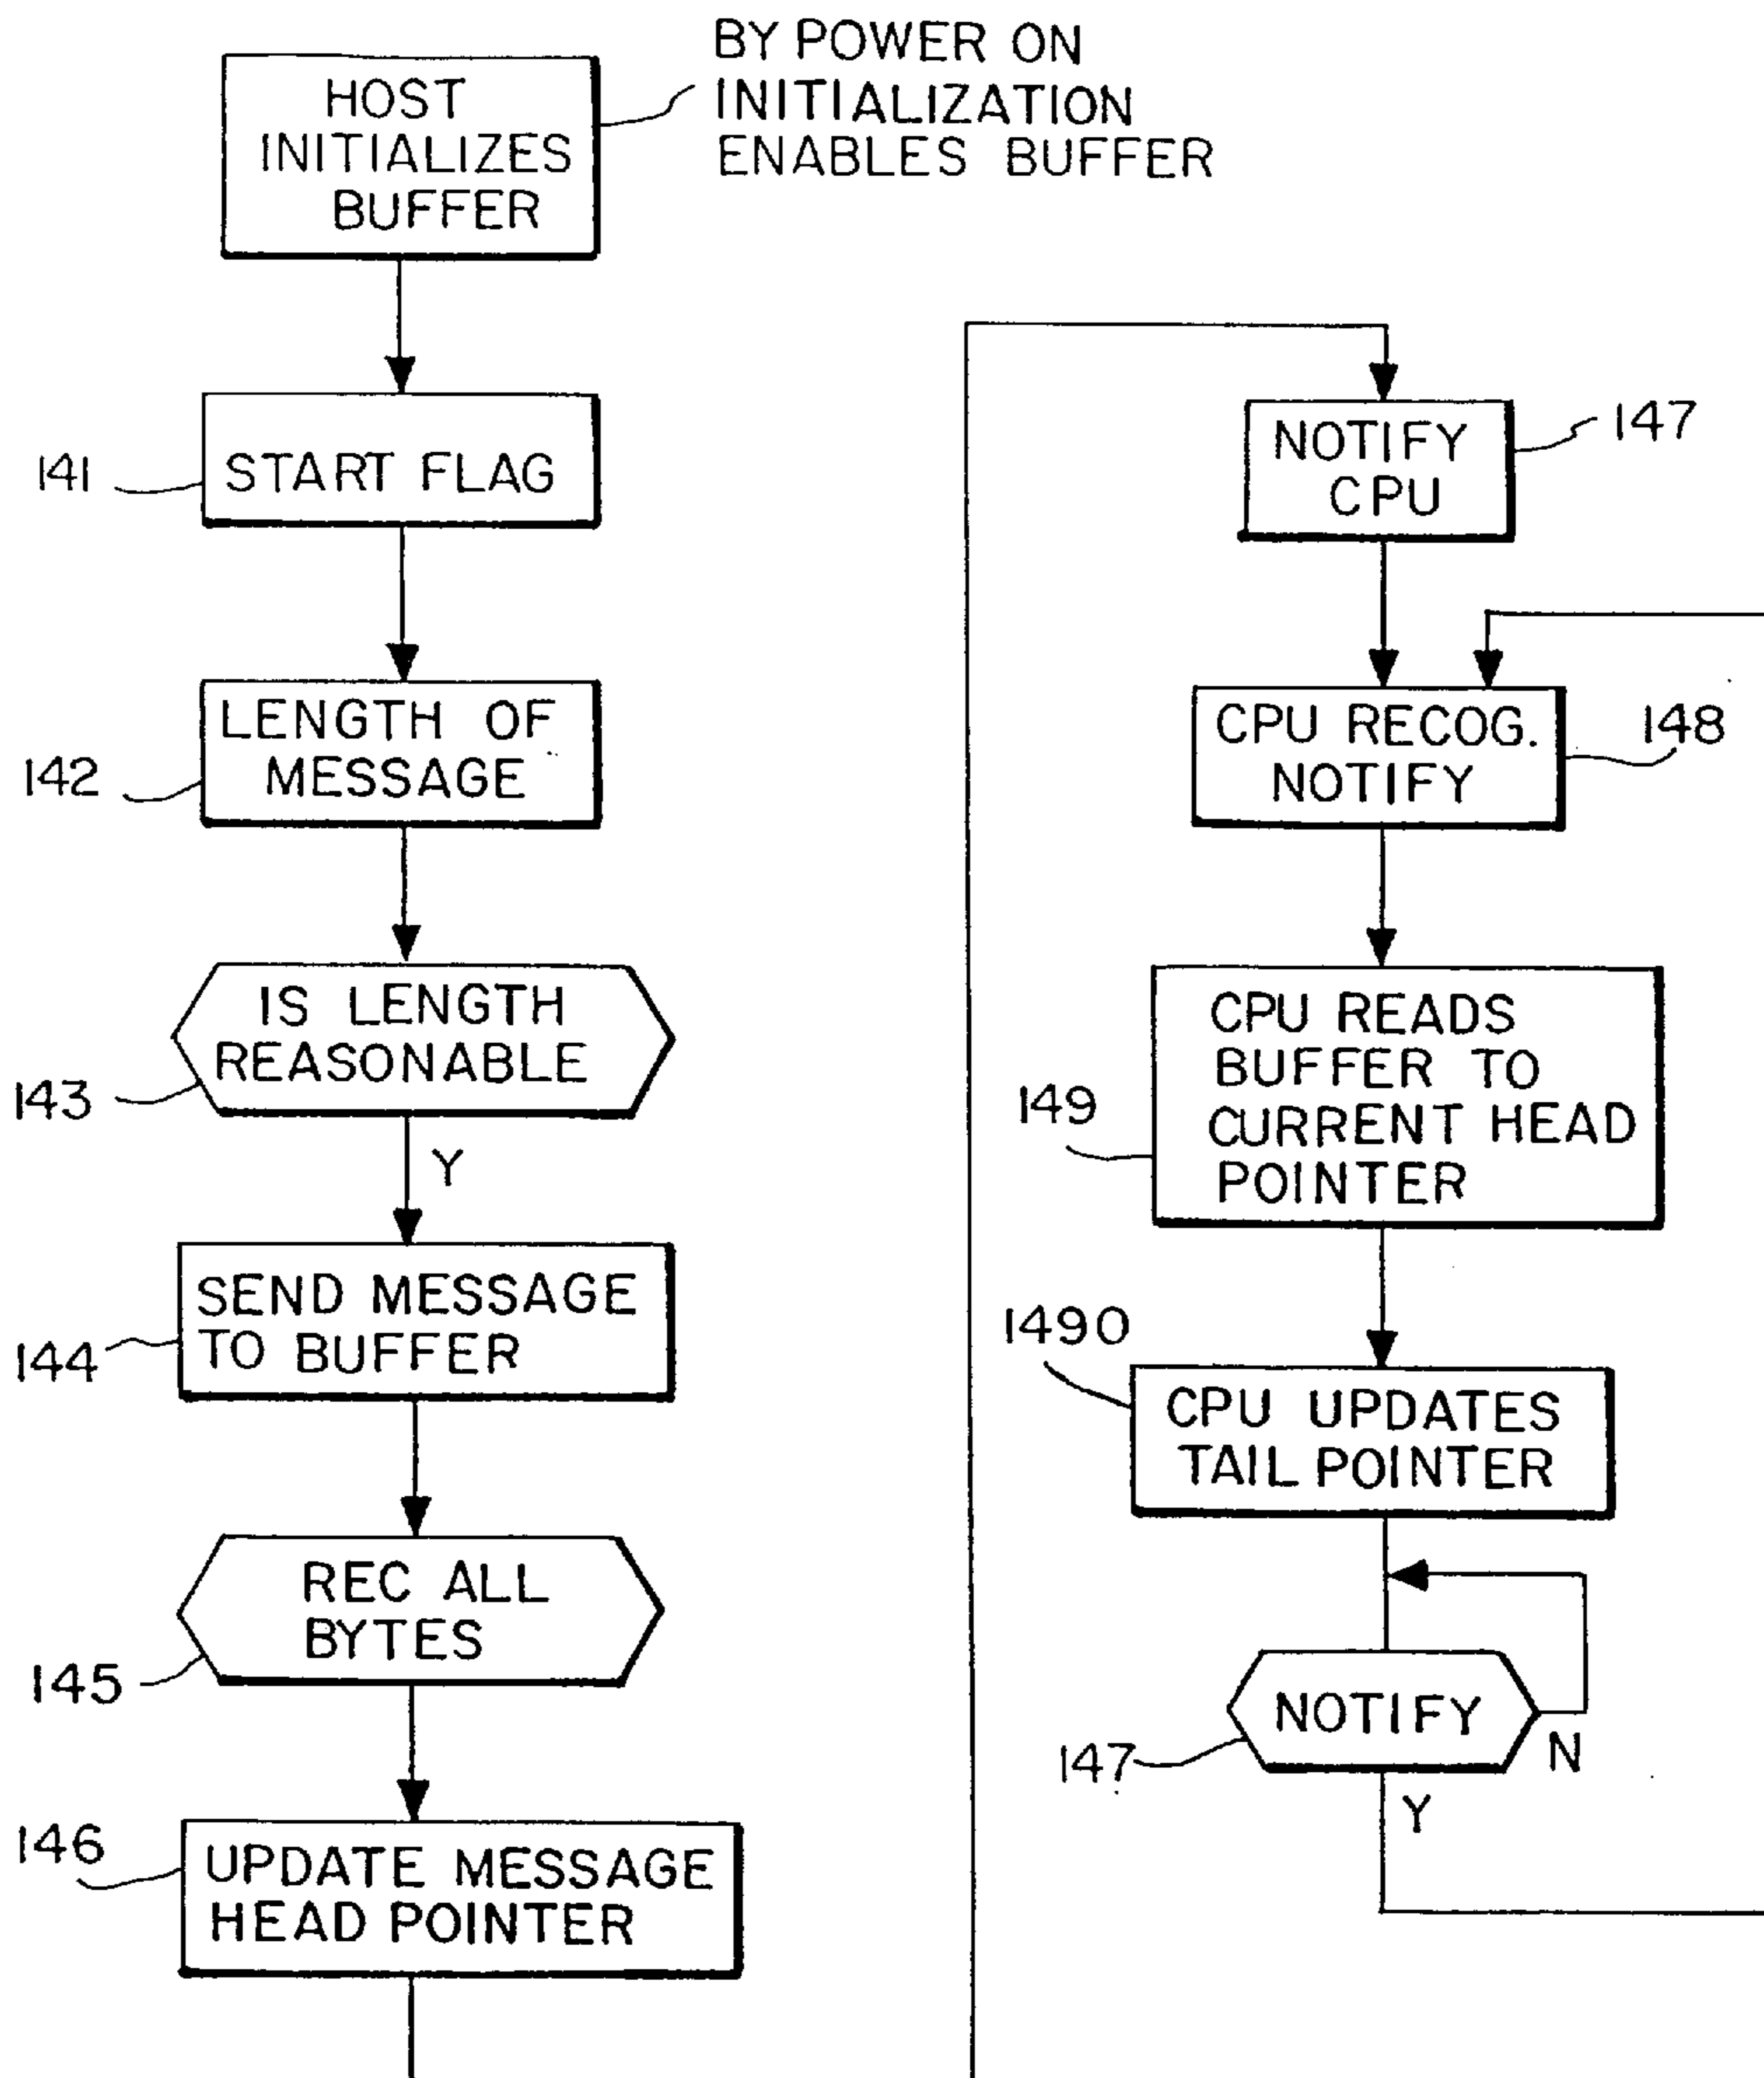 HOST
INITIALIZES
BUFFER
BY POWER ON
INITIALIZATION
ENABLES BUFFER
141
START FLAG
142
LENGTH OF
MESSAGE
143
IS LENGTH
REASONABLE
Y
144
SEND MESSAGE
TO BUFFER
145
REC ALL
BYTES
146
UPDATE MESSAGE
HEAD POINTER
NOTIFY
CPU
147
CPU RECOG.
NOTIFY
148
149
CPU READS
BUFFER TO
CURRENT HEAD
POINTER
1490
CPU UPDATES
TAIL POINTER
147
NOTIFY
N
Y